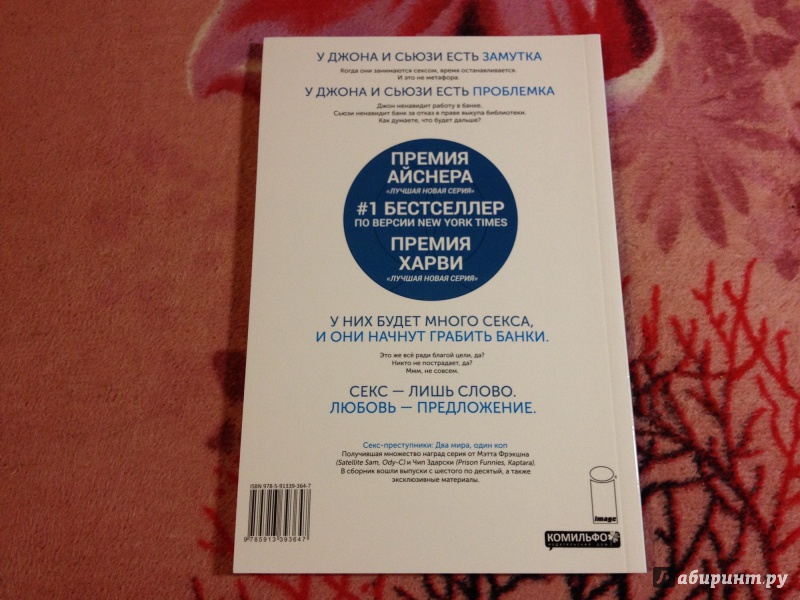 У ДЖОНА И СЬЮЗИ ЕСТЬ ЗАМУТКА
Когда они занимаются сексом, время останавливается.
И это не метафора.
У ДЖОНА И СЬЮЗИ ЕСТЬ ПРОБЛЕМКА
Джон ненавидит работу в банке.
Сьюзи ненавидит банк за отказ в праве выкупа библиотеки.
Как думаете, что будет дальше?
ПРЕМИЯ
АЙСНЕРА
«ЛУЧШАЯ НОВАЯ СЕРИЯ»
#1 БЕСТСЕЛЛЕР
ПО ВЕРСИИ NEW YORK TIMES
ПРЕМИЯ
ХАРВИ
«ЛУЧШАЯ НОВАЯ СЕРИЯ»
У НИХ БУДЕТ МНОГО СЕКСА,
И ОНИ НАЧНУТ ГРАБИТЬ БАНКИ.
Это же всё ради благой цели, да?
Никто не пострадает, да?
Ммм, не совсем.
СЕКС — ЛИШЬ СЛОВО.
ЛЮБОВЬ — ПРЕДЛОЖЕНИЕ.
Секс-преступники: Два мира, один коп
Получившая множество наград серия от Мэтта Фрэкшна
(Satellite Sam, Ody-C) и Чип Здарски (Prison Funnies, Kaptara).
В сборник вошли выпуски с шестого по десятый, а также
эксклюзивные материалы.
ISBN 978-5-91339-364-7
9 785913 393647
image
КОМИЛЬФО
издательский дом
Лабиринт.ру